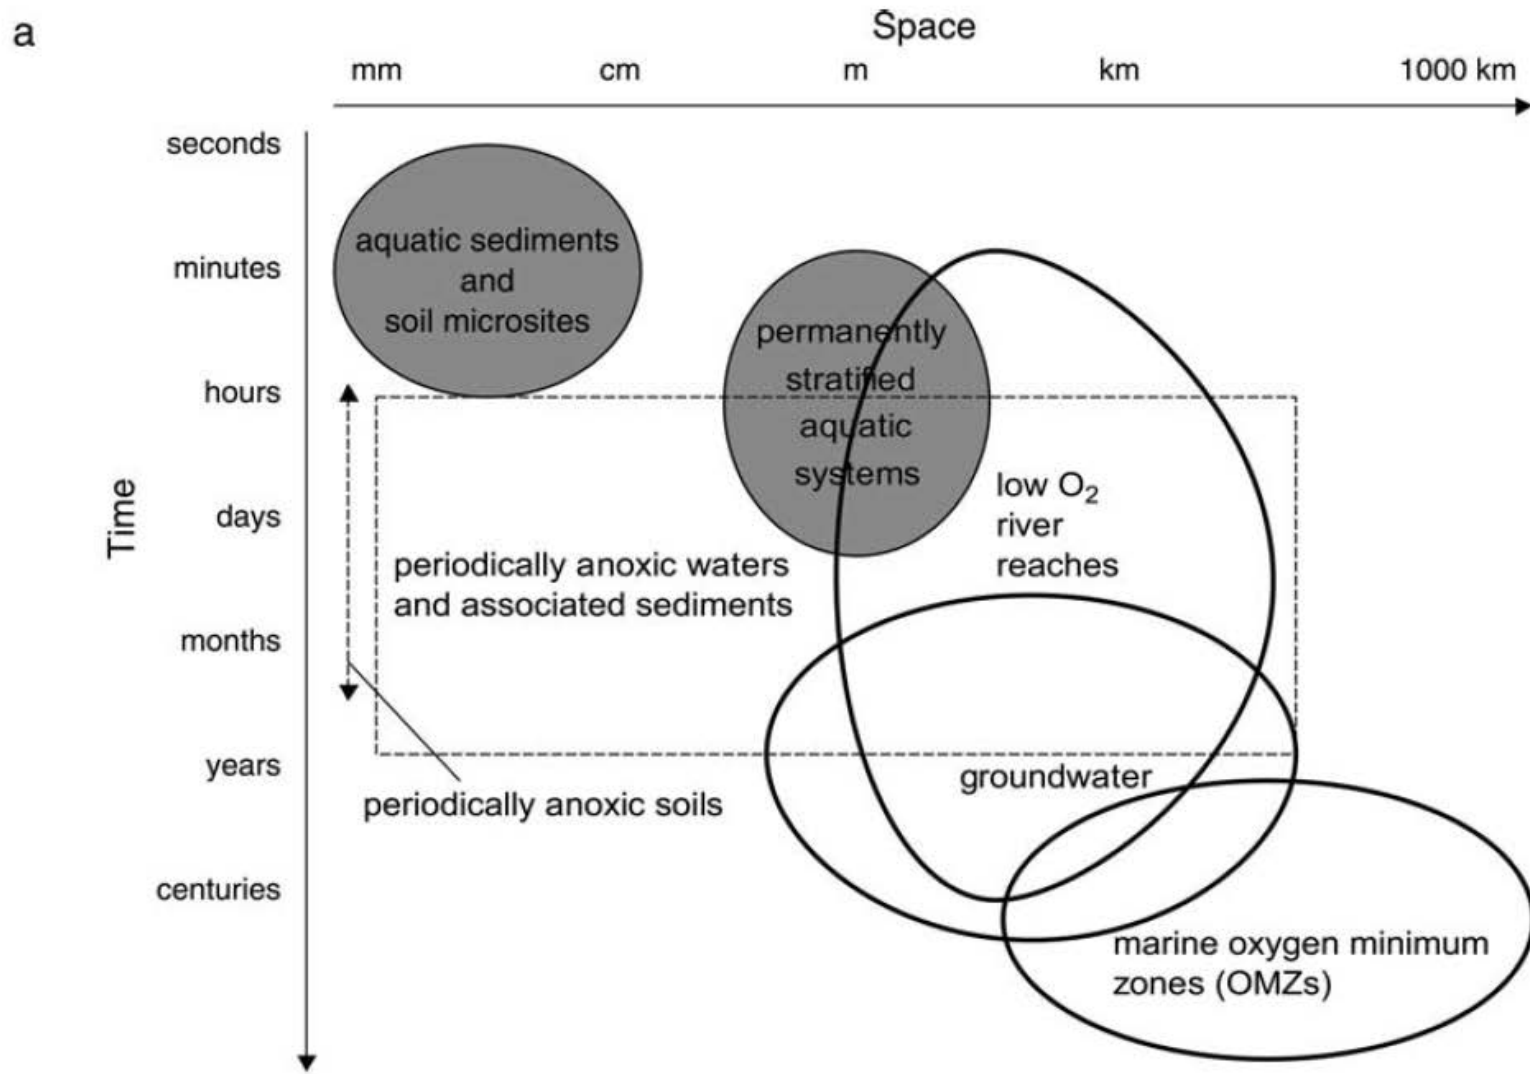 a
Space
mm cm m km 1000 km
seconds
minutes
hours
days
months
years
centuries
Time
aquatic sediments
and
soil microsites
permanently
stratified
aquatic
systems
low O₂
river
reaches
periodically anoxic waters
and associated sediments
periodically anoxic soils
groundwater
marine oxygen minimum
zones (OMZs)